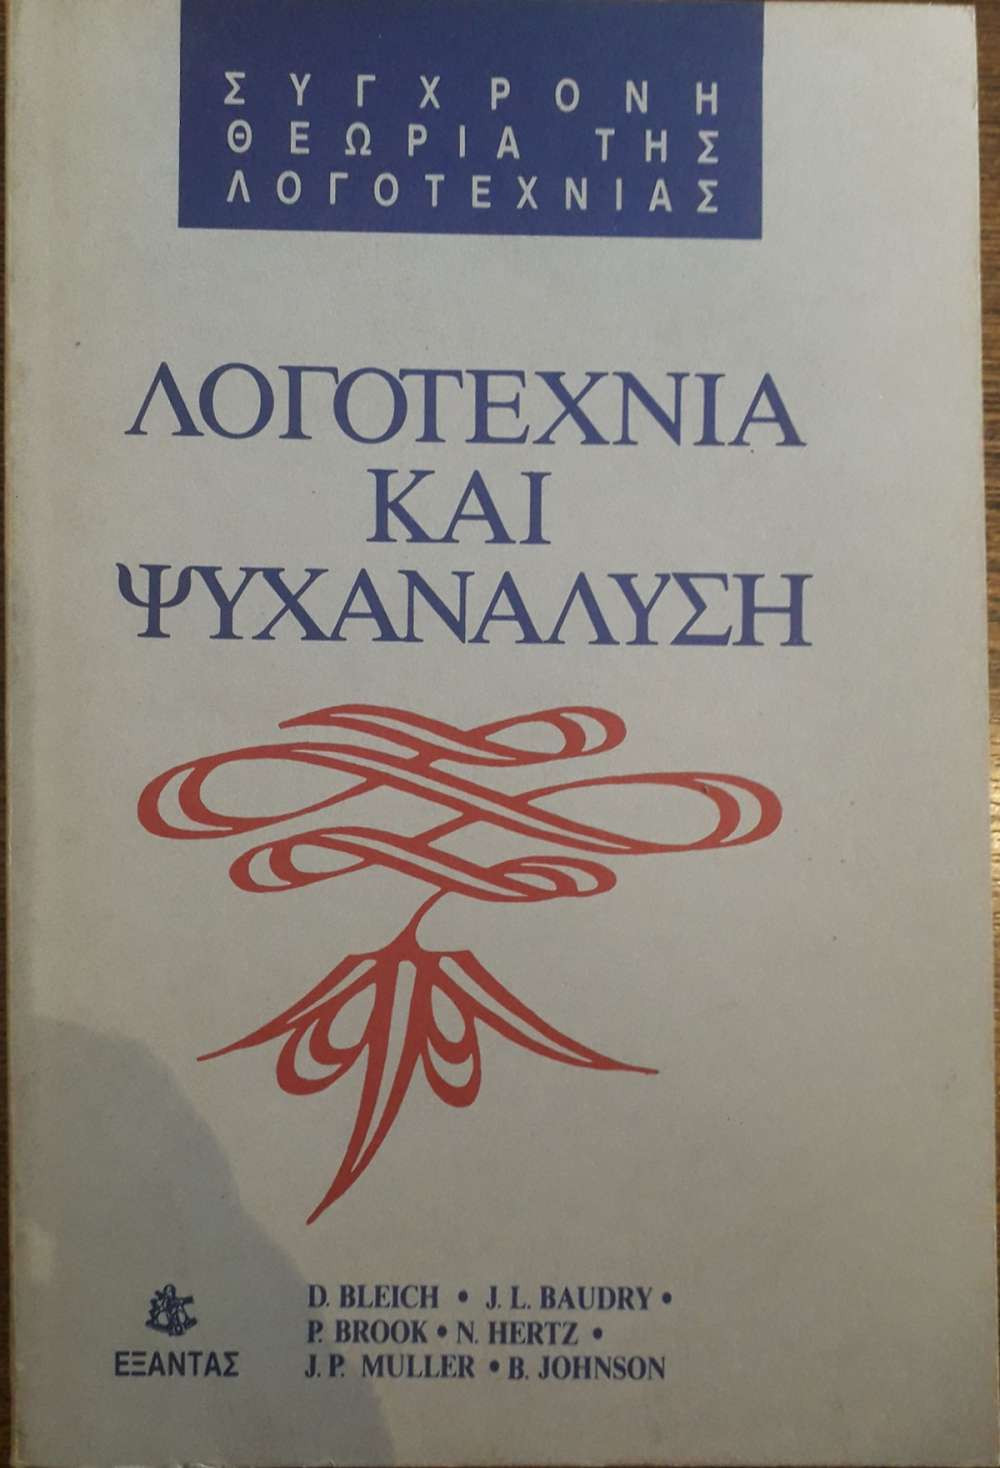 ΣΥΓΧΡΟΝΗ
ΘΕΩΡΙΑ ΤΗΣ
ΛΟΓΟΤΕΧΝΙΑΣ
ΛΟΓΟΤΕΧΝΙΑ
ΚΑΙ
ΨΥΧΑΝΑΛΥΣΗ
D. BLEICH • J. L. BAUDRY •
P. BROOK • N. HERTZ •
J. P. MULLER • B. JOHNSON
ΕΞΑΝΤΑΣ